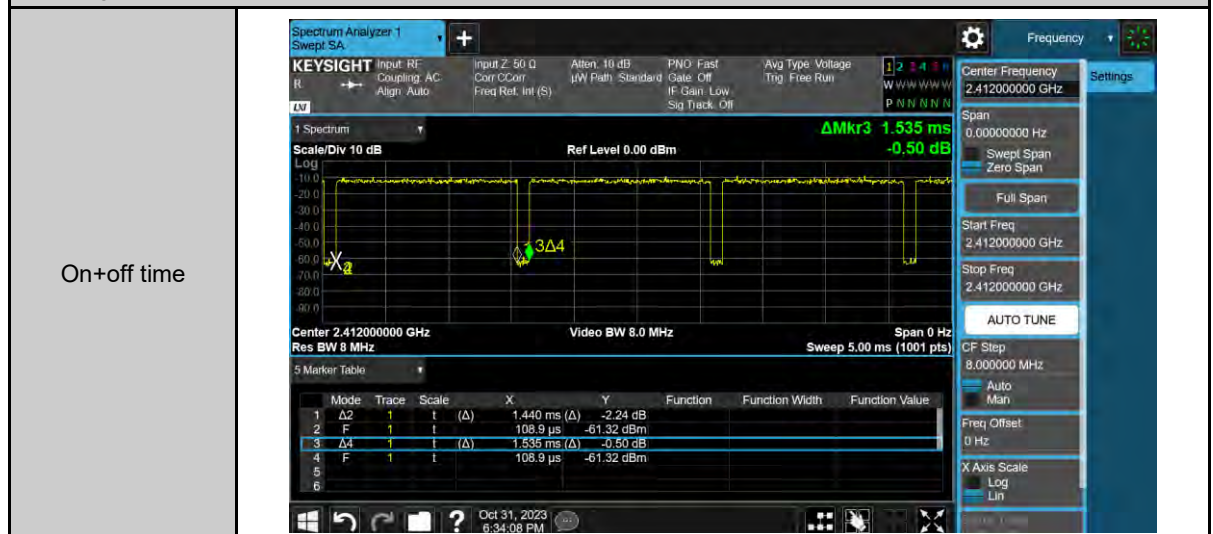 On+off time
Spectrum Analyzer 1
Swept SA
+
Frequency
KEYSIGHT
R
LXI
Input: RF
Coupling: AC
Align: Auto
Input Z: 50 Ω
Corr CCorr
Freq Ref: Int (S)
Atten: 10 dB
µW Path: Standard
PNO: Fast
Gate: Off
IF Gain: Low
Sig Track: Off
Avg Type: Voltage
Trig: Free Run
1 2 3 4 5 6
W W W W W W
P N N N N N
1 Spectrum
ΔMkr3 1.535 ms
-0.50 dB
Scale/Div 10 dB
Ref Level 0.00 dBm
Log
-10.0
-20.0
-30.0
-40.0
-50.0
-60.0
-70.0
-80.0
-90.0
3Δ4
Center 2.412000000 GHz
Video BW 8.0 MHz
Span 0 Hz
Res BW 8 MHz
Sweep 5.00 ms (1001 pts)
5 Marker Table
Mode Trace Scale X Y Function Function Width Function Value
1 Δ2 1 t (Δ) 1.440 ms (Δ) -2.24 dB
2 F 1 t 108.9 µs -61.32 dBm
3 Δ4 1 t (Δ) 1.535 ms (Δ) -0.50 dB
4 F 1 t 108.9 µs -61.32 dBm
5
6
Oct 31, 2023
6:34:08 PM
Center Frequency
2.412000000 GHz
Settings
Span
0.00000000 Hz
Swept Span
Zero Span
Full Span
Start Freq
2.412000000 GHz
Stop Freq
2.412000000 GHz
AUTO TUNE
CF Step
8.000000 MHz
Auto
Man
Freq Offset
0 Hz
X Axis Scale
Log
Lin